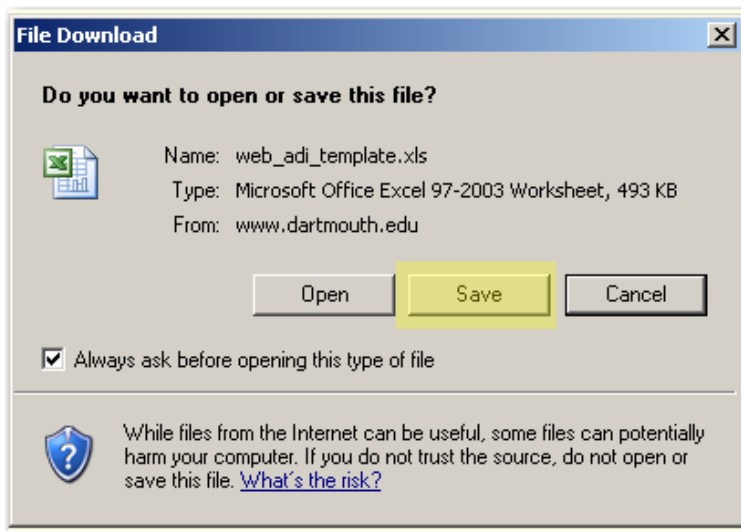 File Download
Do you want to open or save this file?
Name: web_adi_template.xls
Type: Microsoft Office Excel 97-2003 Worksheet, 493 KB
From: www.dartmouth.edu
Open Save Cancel
Always ask before opening this type of file
While files from the Internet can be useful, some files can potentially
harm your computer. If you do not trust the source, do not open or
save this file. What's the risk?